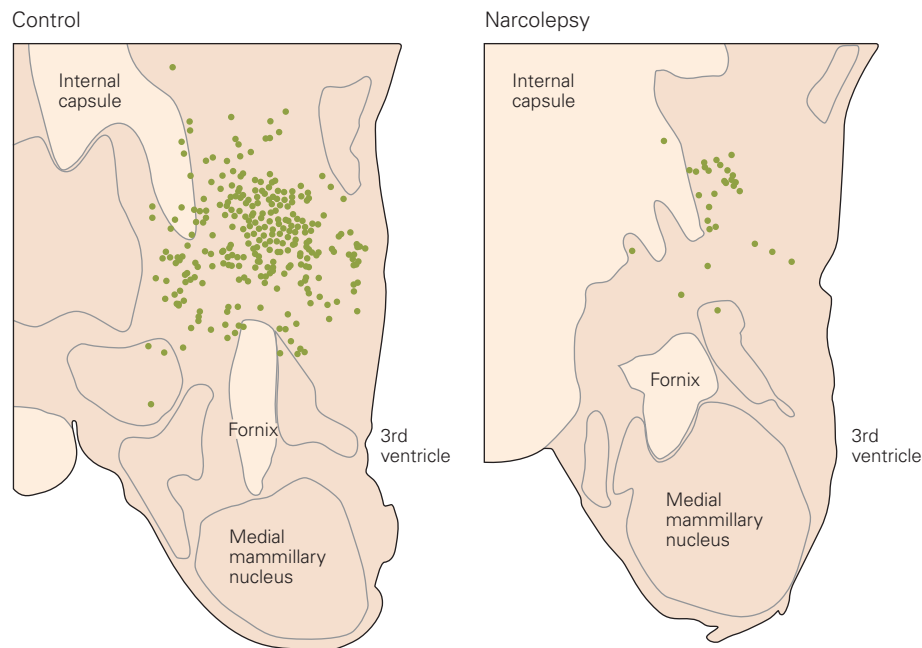 Control
Internal
capsule
Fornix
3rd
ventricle
Medial
mammillary
nucleus
Narcolepsy
Internal
capsule
Fornix
3rd
ventricle
Medial
mammillary
nucleus